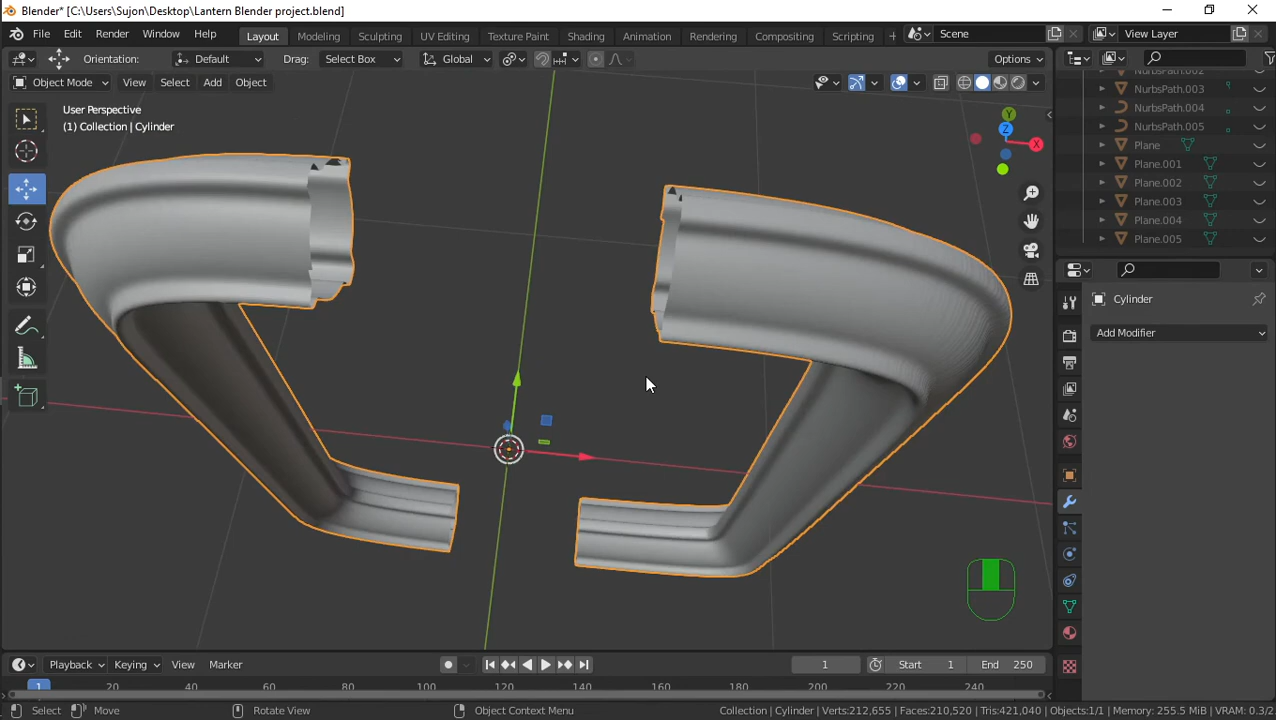 Blender* [C:\Users\Sujon\Desktop\Lantern Blender project.blend]
File Edit Render Window Help Layout Modeling Sculpting UV Editing Texture Paint Shading Animation Rendering Compositing Scripting + Scene View Layer
Orientation: Default Drag: Select Box Global Options
Object Mode View Select Add Object
User Perspective
(1) Collection | Cylinder
Y
Z
X
NurbsPath.002
NurbsPath.003
NurbsPath.004
NurbsPath.005
Plane
Plane.001
Plane.002
Plane.003
Plane.004
Plane.005
Cylinder
Add Modifier
Playback Keying View Marker 1 Start 1 End 250
1 20 40 60 80 100 120 140 160 180 200 220 240
Select Move Rotate View Object Context Menu Collection | Cylinder | Verts:212,655 | Faces:210,520 | Tris:421,040 | Objects:1/1 | Memory: 255.5 MiB | VRAM: 0.3/2